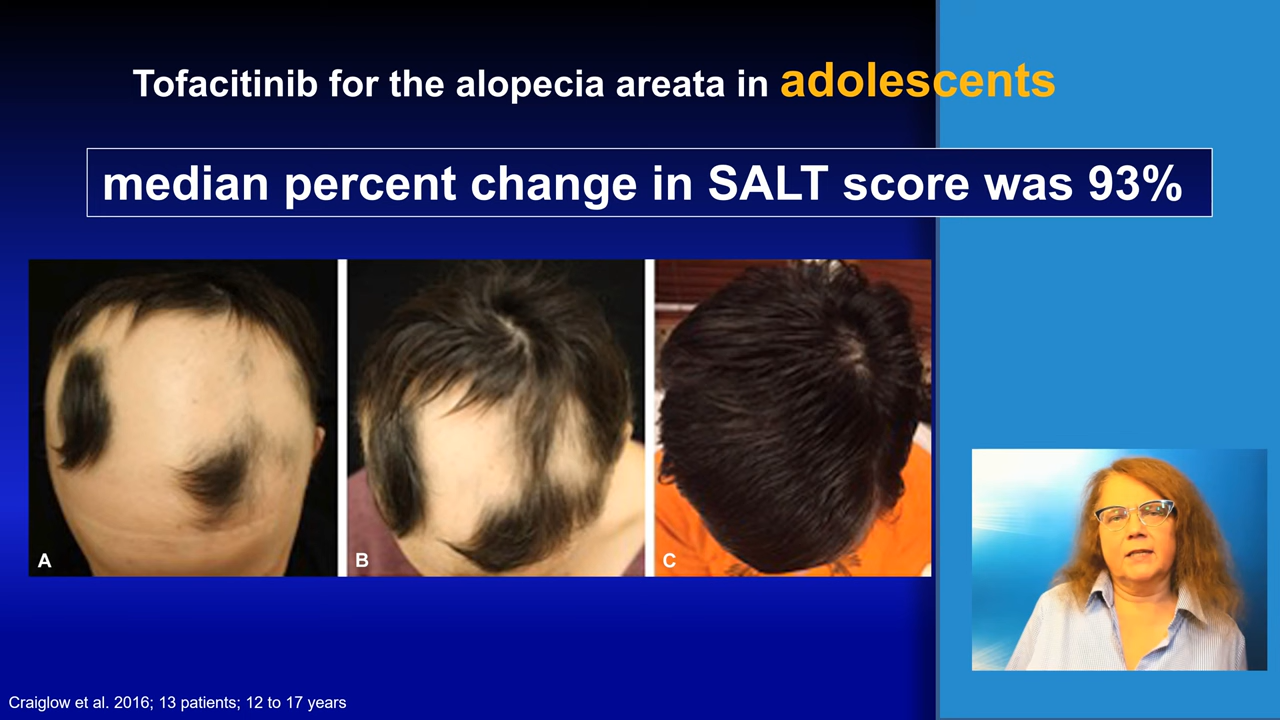 Tofacitinib for the alopecia areata in adolescents
median percent change in SALT score was 93%
A
B
C
Craiglow et al. 2016; 13 patients; 12 to 17 years